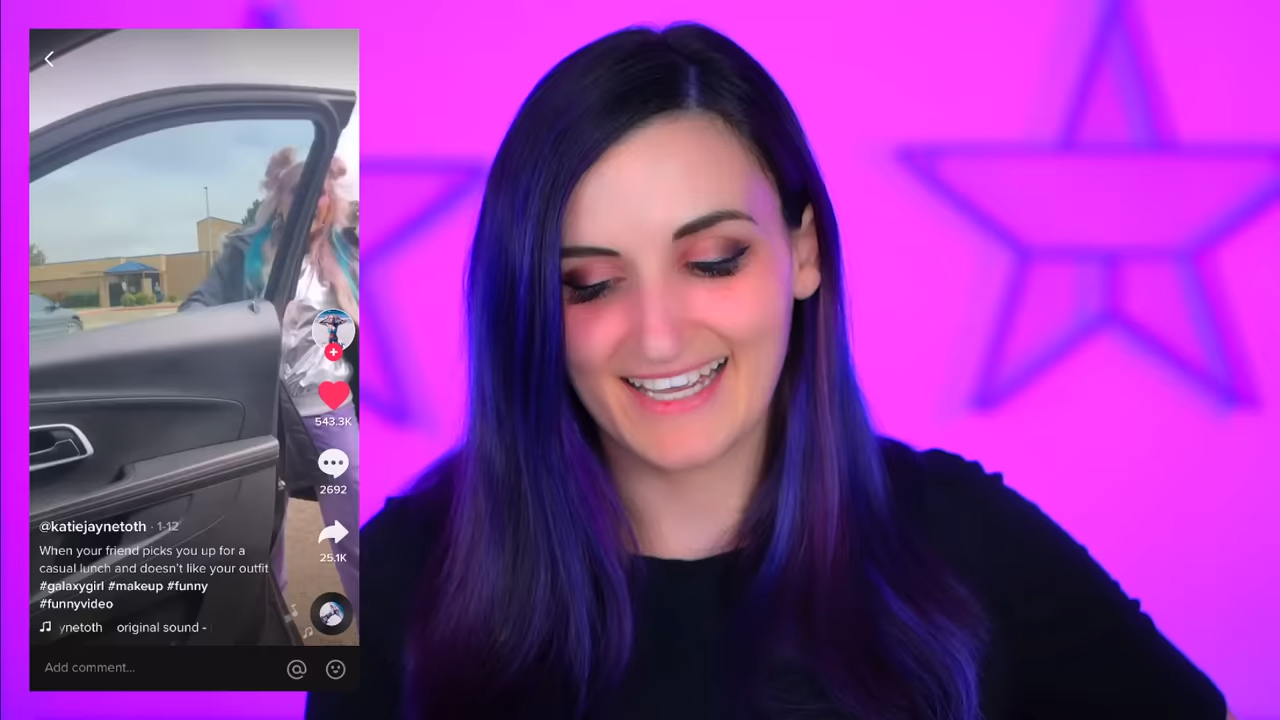 543.3K
2692
25.1K
@katiejaynetoth · 1-12
When your friend picks you up for a
casual lunch and doesn't like your outfit
#galaxygirl #makeup #funny
#funnyvideo
ynetoth original sound -
Add comment...